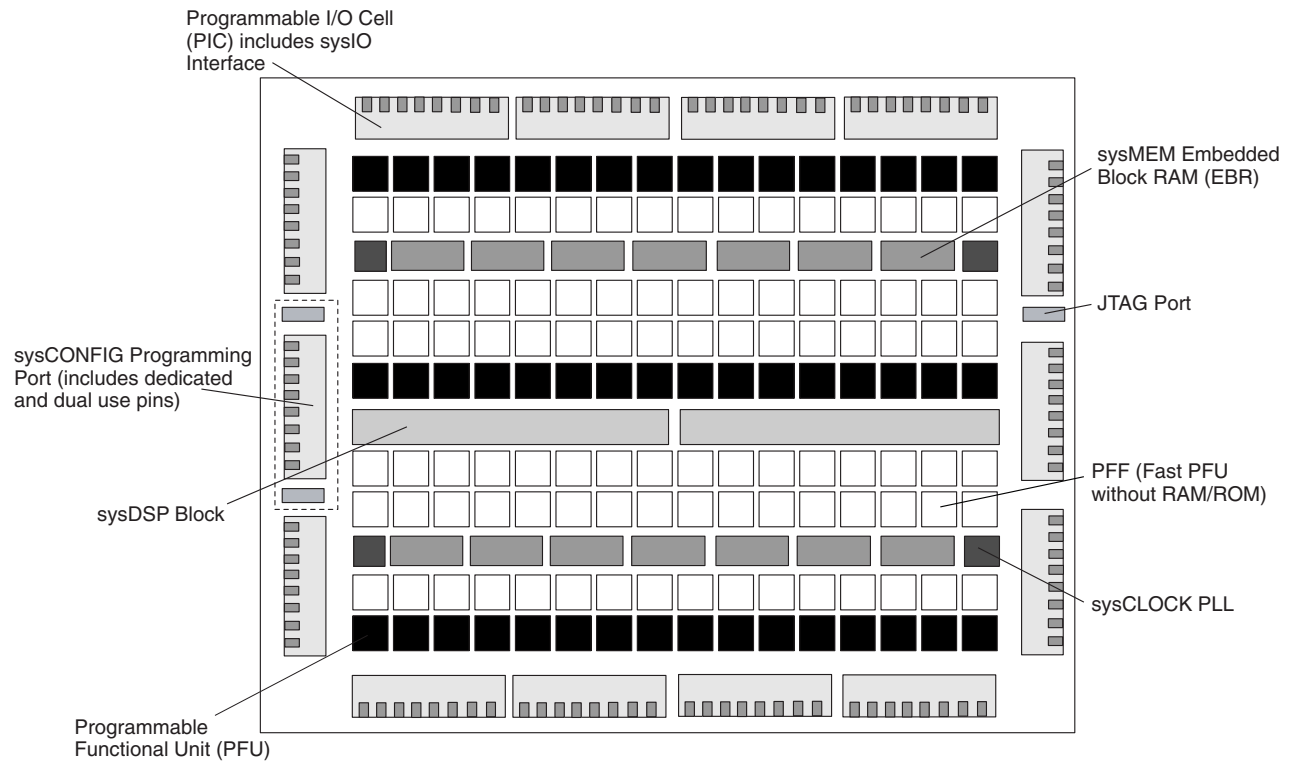 Programmable I/O Cell
(PIC) includes sysIO
Interface
sysMEM Embedded
Block RAM (EBR)
JTAG Port
sysCONFIG Programming
Port (includes dedicated
and dual use pins)
PFF (Fast PFU
without RAM/ROM)
sysDSP Block
sysCLOCK PLL
Programmable
Functional Unit (PFU)